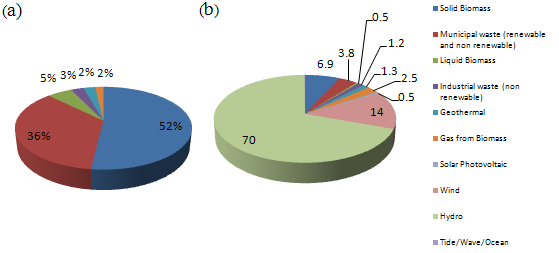 (a)
52%
36%
5%
3%
2%
2%
(b)
6.9
3.8
0.5
1.2
1.3
2.5
0.5
14
70
Solid Biomass
Municipal waste (renewable
and non renewable)
Liquid Biomass
Industrial waste (non
renewable)
Geothermal
Gas from Biomass
Solar Photovoltaic
Wind
Hydro
Tide/Wave/Ocean